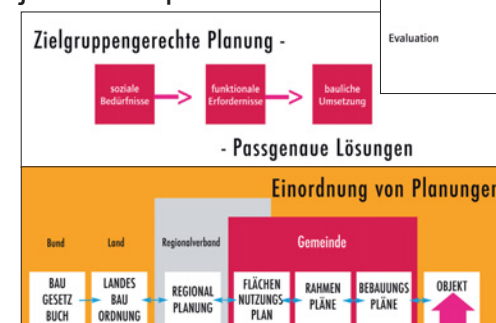 Zielgruppengerechte Planung -
Evaluation
soziale
Bedürfnisse
funktionale
Erfordernisse
bauliche
Umsetzung
- Passgenaue Lösungen
Einordnung von Planungen
Bund
Land
Regionalverband
Gemeinde
BAU
GESETZ
BUCH
LANDES
BAU
ORDNUNG
REGIONAL
PLANUNG
FLÄCHEN
NUTZUNGS
PLAN
RAHMEN
PLÄNE
BEBAUUNGS
PLÄNE
OBJEKT